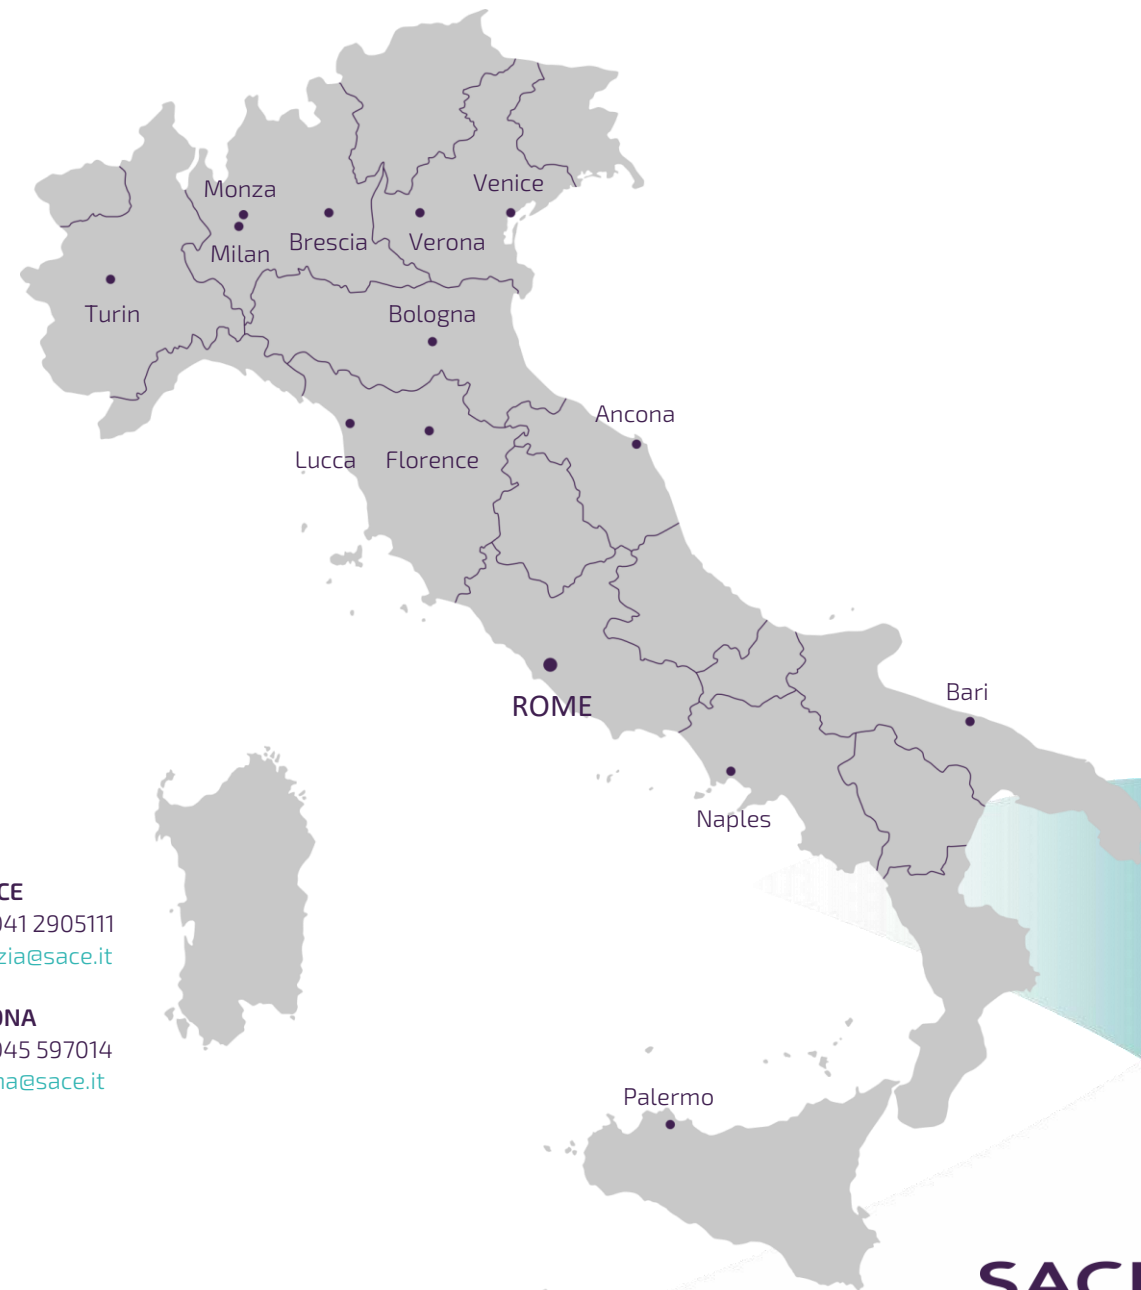 Venice
Monza
Brescia
Verona
Milan
Turin
Bologna
Ancona
Lucca
Florence
ROME
Bari
Naples
CE
041 2905111
zia@sace.it
ONA
045 597014
na@sace.it
Palermo
SACE